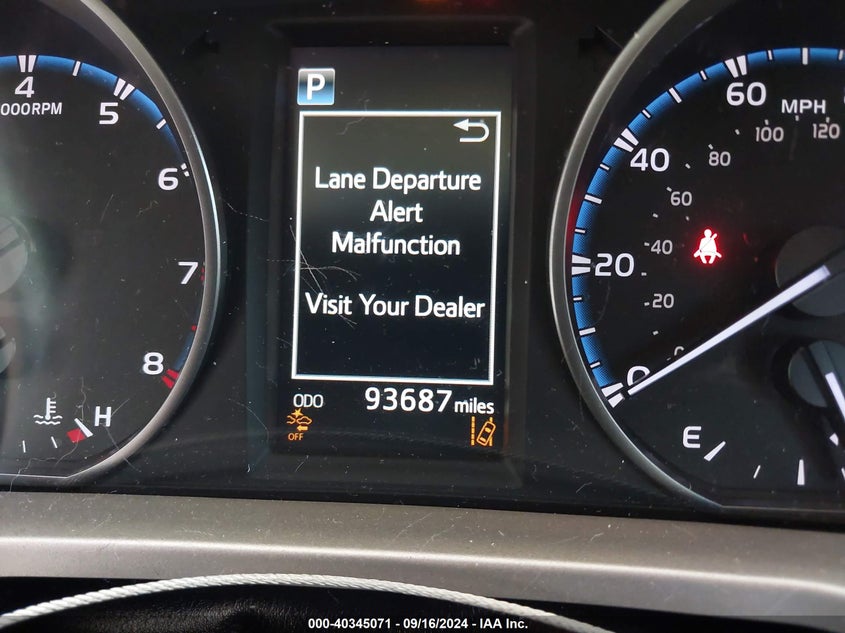 4
5
6
7
8
000RPM
H
P
Lane Departure
Alert
Malfunction
Visit Your Dealer
ODO 93687 miles
OFF
60 MPH
100 120
40 80
60
40
20
20
0
E
000-40345071 - 09/16/2024 - IAA Inc.